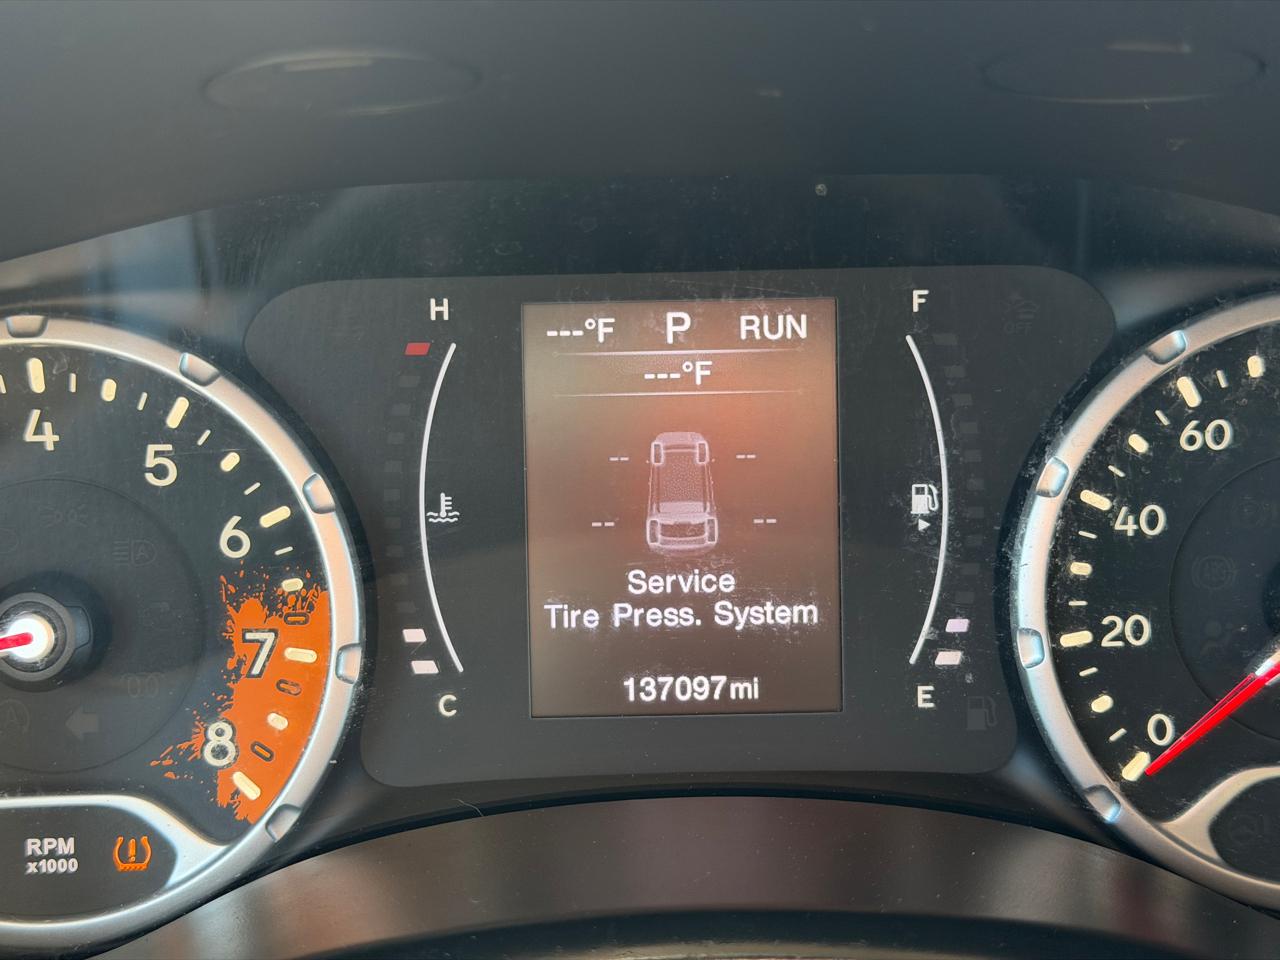 H
F
---°F P RUN
---°F
4
5
6
7
8
60
40
20
0
-- --
-- --
Service
Tire Press. System
137097mi
C
E
RPM
x1000